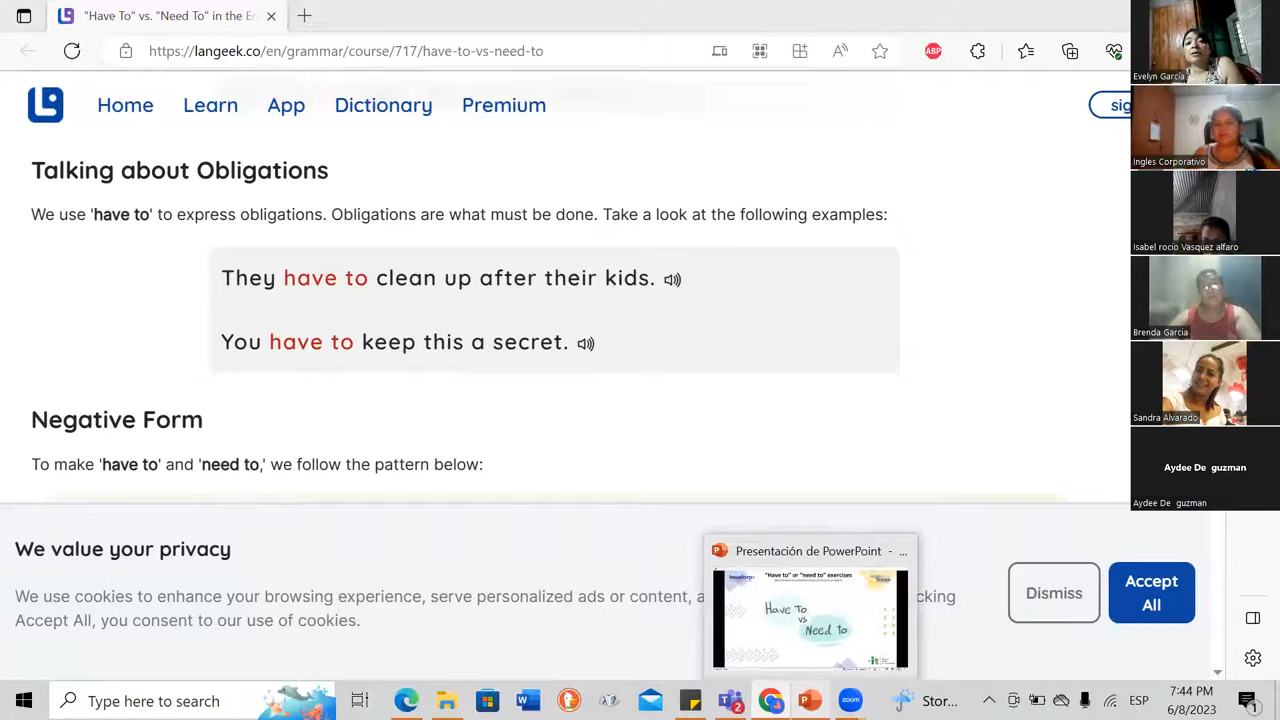 "Have To" vs. "Need To" in the E
https://langeek.co/en/grammar/course/717/have-to-vs-need-to
ABP
Home Learn App Dictionary Premium
sig
Talking about Obligations
We use 'have to' to express obligations. Obligations are what must be done. Take a look at the following examples:
They have to clean up after their kids.
You have to keep this a secret.
Negative Form
To make 'have to' and 'need to,' we follow the pattern below:
We value your privacy
We use cookies to enhance your browsing experience, serve personalized ads or content, a
cking
Accept All, you consent to our use of cookies.
Dismiss
Accept All
Presentación de PowerPoint - ...
"Have to" or "need to" exercises
Have To
vs
Need To
Evelyn García
Ingles Corporativo
Isabel rocio Vasquez alfaro
Brenda Garcia
Sandra Alvarado
Aydee De guzman
Aydee De guzman
Type here to search
2
zoom
Stor...
ESP
7:44 PM
6/8/2023
1